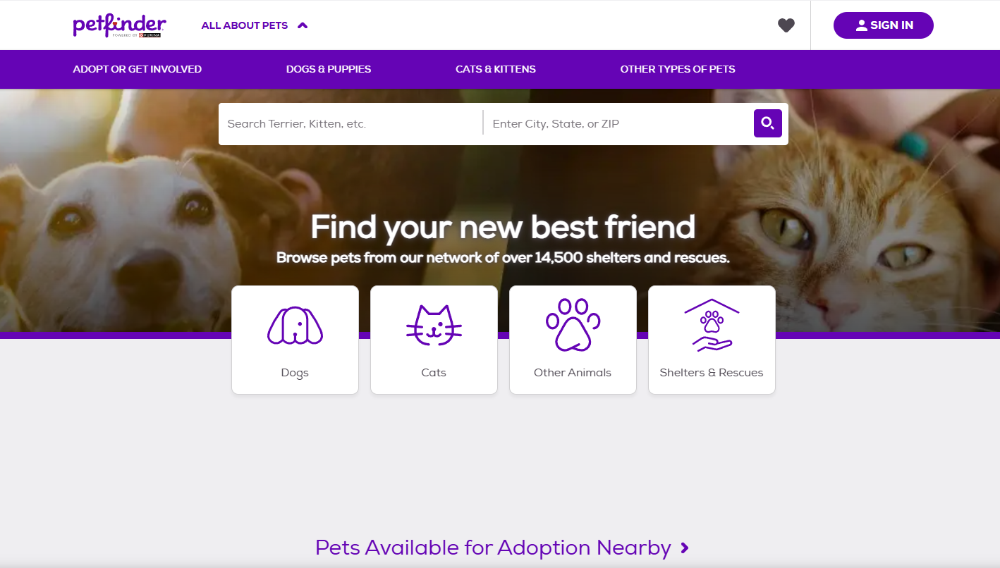 petfinder
POWERED BY PURINA
ALL ABOUT PETS
SIGN IN
ADOPT OR GET INVOLVED
DOGS & PUPPIES
CATS & KITTENS
OTHER TYPES OF PETS
Search Terrier, Kitten, etc.
Enter City, State, or ZIP
Find your new best friend
Browse pets from our network of over 14,500 shelters and rescues.
Dogs
Cats
Other Animals
Shelters & Rescues
Pets Available for Adoption Nearby